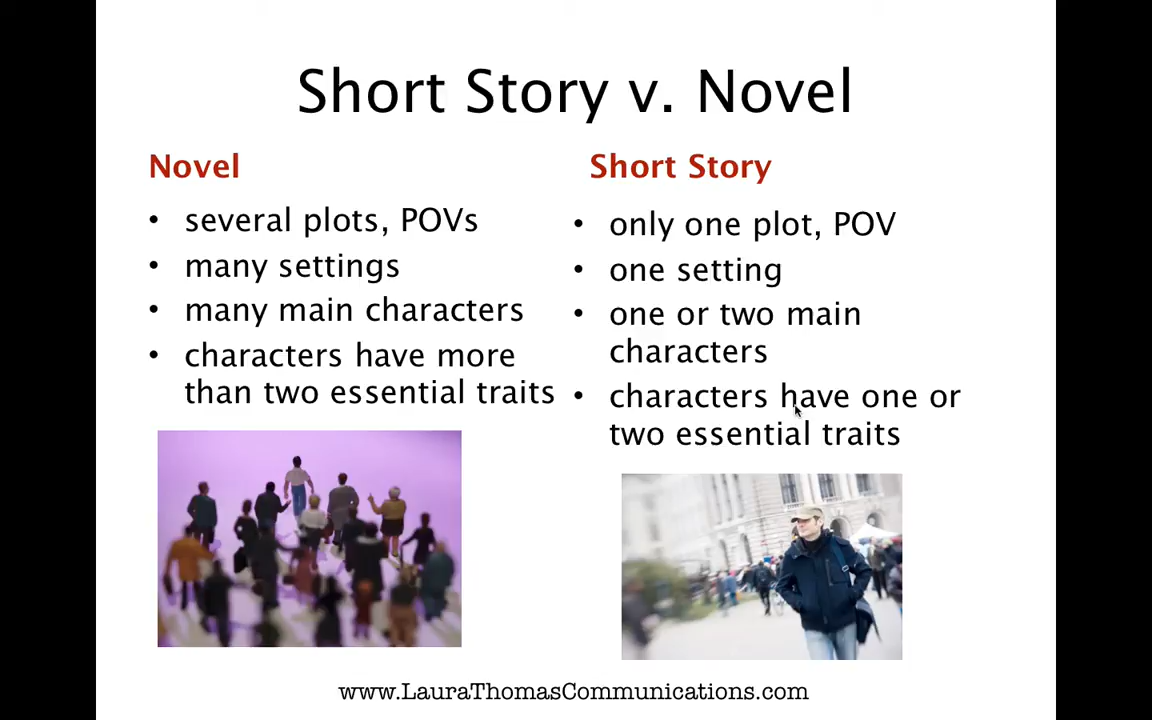 Short Story v. Novel
Novel
• several plots, POVs
• many settings
• many main characters
• characters have more
than two essential traits
Short Story
• only one plot, POV
• one setting
• one or two main
characters
• characters have one or
two essential traits
www.LauraThomasCommunications.com